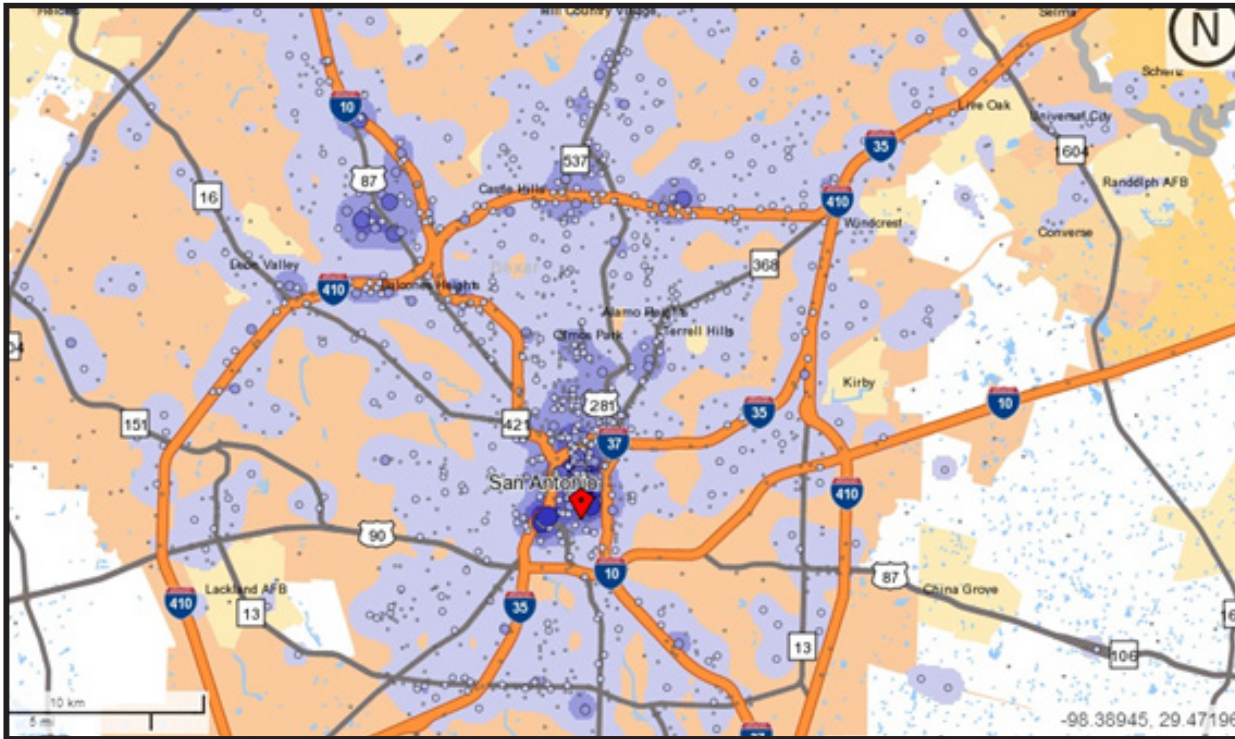 Helotes
Hill Country Village
Selma
N
Schertz
10
Live Oak
Universal City
35
537
1604
87
16
Castle Hills
Randolph AFB
410
Windcrest
Converse
368
Leon Valley
Bexar
410
Balcones Heights
Alamo Heights
Terrell Hills
Olmos Park
Kirby
281
10
35
151
421
37
San Antonio
410
90
10
87
Lackland AFB
China Grove
410
35
13
13
106
10 km
5 mi
-98.38945, 29.47196
37